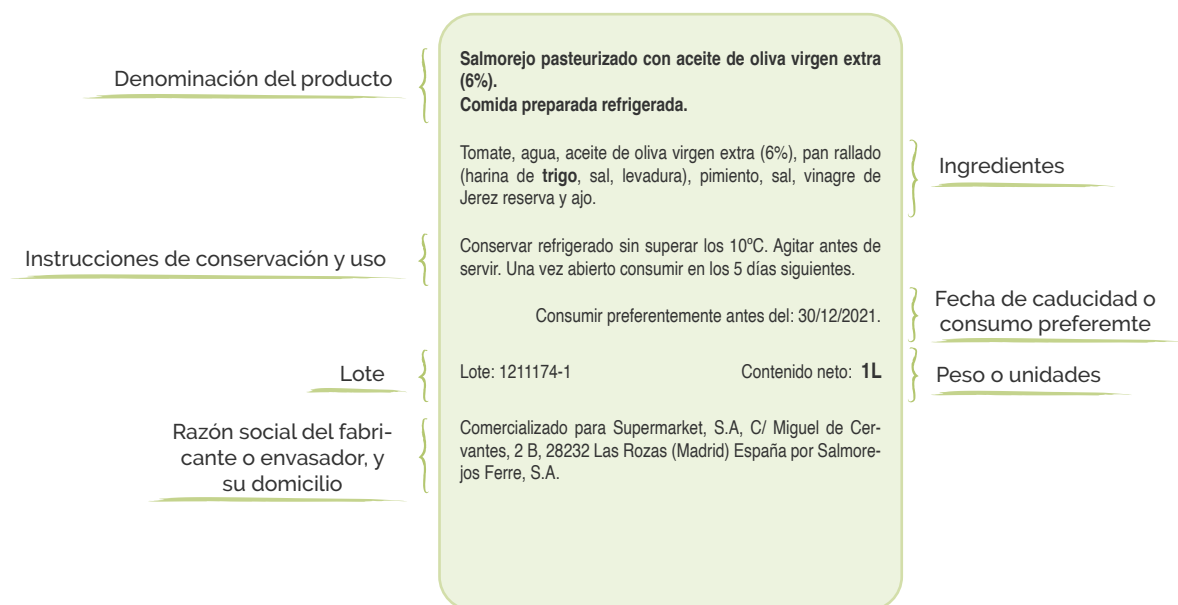 Denominación del producto
Salmorejo pasteurizado con aceite de oliva virgen extra
(6%).
Comida preparada refrigerada.
Tomate, agua, aceite de oliva virgen extra (6%), pan rallado
(harina de trigo, sal, levadura), pimiento, sal, vinagre de
Jerez reserva y ajo.
Ingredientes
Instrucciones de conservación y uso
Conservar refrigerado sin superar los 10ºC. Agitar antes de
servir. Una vez abierto consumir en los 5 días siguientes.
Consumir preferentemente antes del: 30/12/2021.
Fecha de caducidad o
consumo preferemte
Lote
Lote: 1211174-1 Contenido neto: 1L
Peso o unidades
Razón social del fabri-
cante o envasador, y
su domicilio
Comercializado para Supermarket, S.A, C/ Miguel de Cer-
vantes, 2 B, 28232 Las Rozas (Madrid) España por Salmore-
jos Ferre, S.A.